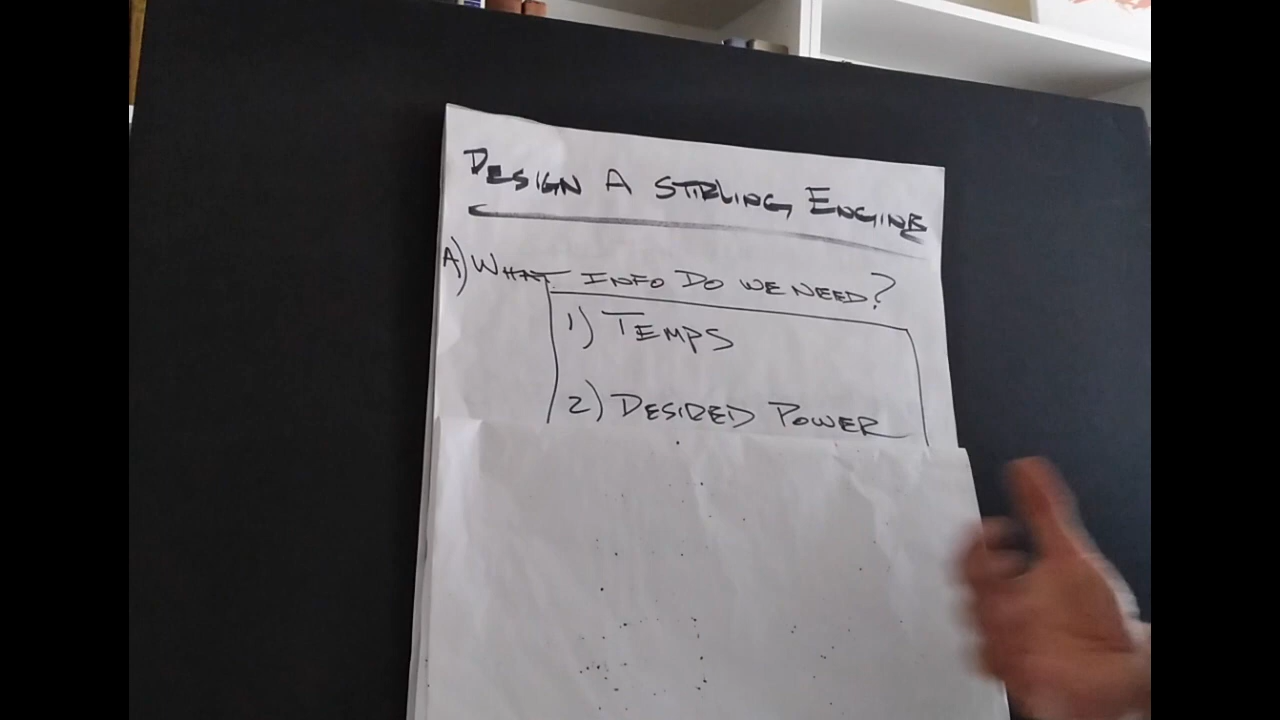 DESIGN A STIRLING ENGINE
A) WHAT INFO DO WE NEED?
1) TEMPS
2) DESIRED POWER